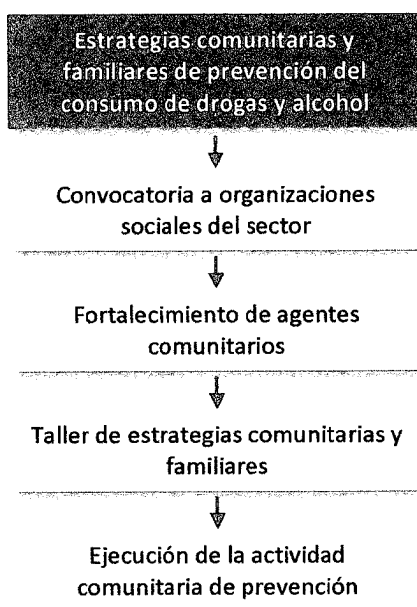 Estrategias comunitarias y
familiares de prevención del
consumo de drogas y alcohol
Convocatoria a organizaciones
sociales del sector
Fortalecimiento de agentes
comunitarios
Taller de estrategias comunitarias y
familiares
Ejecución de la actividad
comunitaria de prevención